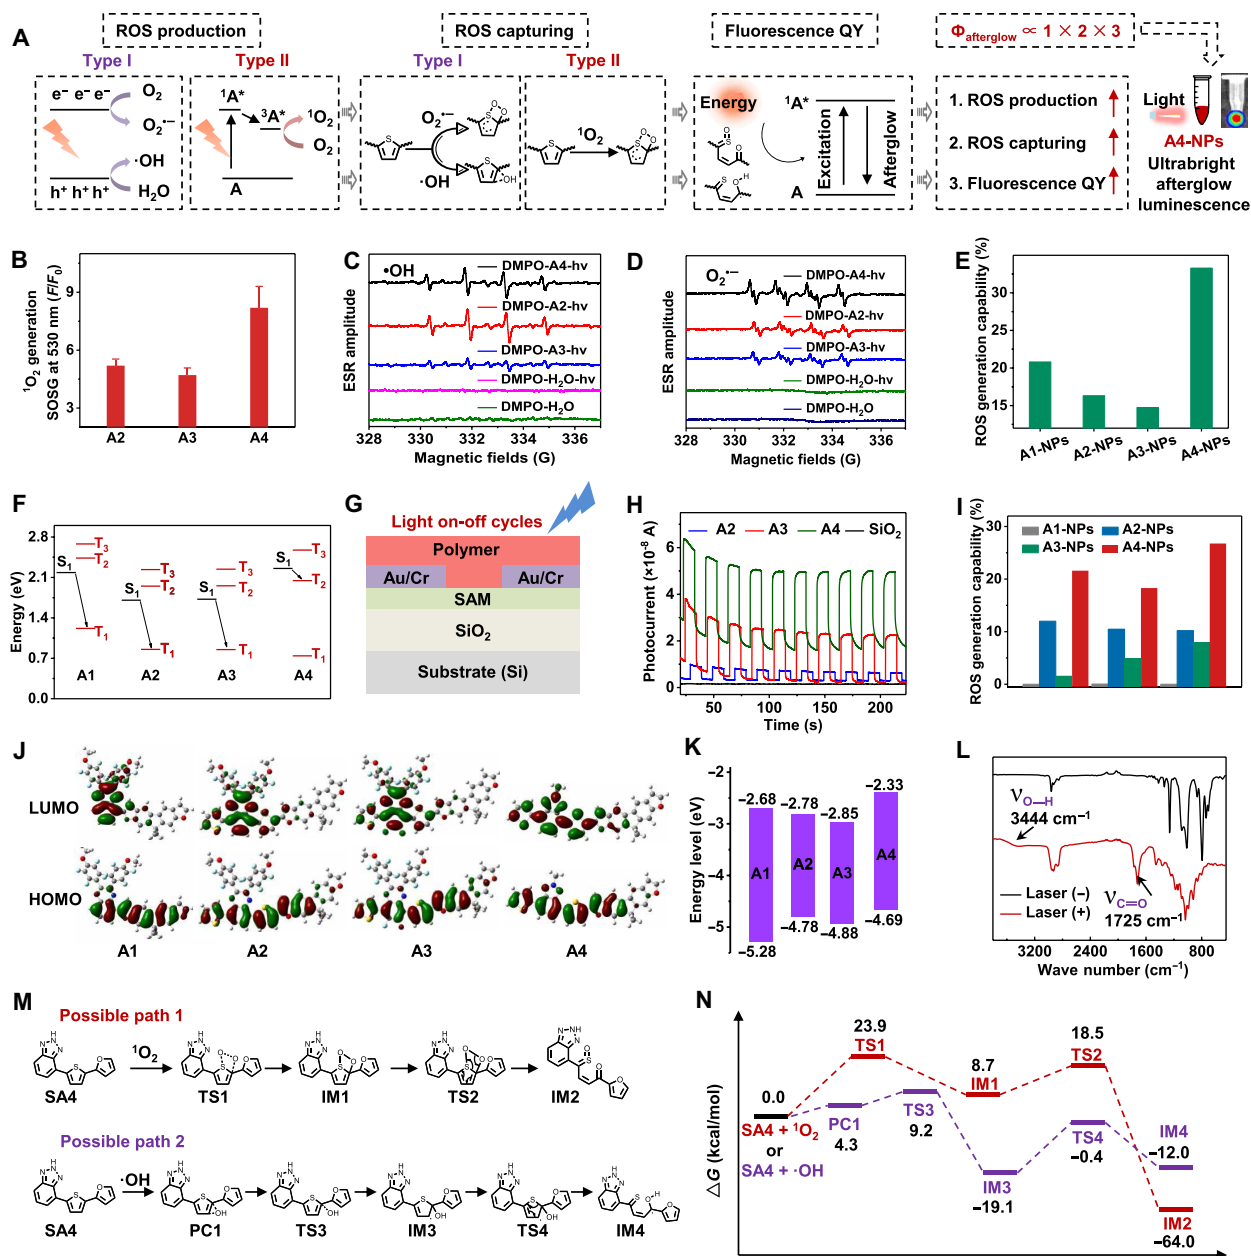 A
ROS production
ROS capturing
Fluorescence QY
Φafterglow ∝ 1 × 2 × 3
Type I
Type II
Type I
Type II
e⁻ e⁻ e⁻
O₂
O₂•−
·OH
h⁺ h⁺ h⁺
H₂O
¹A*
³A*
¹O₂
O₂
A
O₂•−
·OH
S
S
O–O
S
·OH
¹O₂
S
S
O–O
Energy
S=O
O
S
O
H
¹A*
A
Excitation
Afterglow
1. ROS production
2. ROS capturing
3. Fluorescence QY
Light
A4-NPs
Ultrabright
afterglow
luminescence
B
¹O₂ generation
SOSG at 530 nm (F/F₀)
9
6
3
A2
A3
A4
C
•OH
DMPO-A4-hv
DMPO-A2-hv
DMPO-A3-hv
DMPO-H₂O-hv
DMPO-H₂O
ESR amplitude
328
330
332
334
336
Magnetic fields (G)
D
O₂•−
DMPO-A4-hv
DMPO-A2-hv
DMPO-A3-hv
DMPO-H₂O-hv
DMPO-H₂O
ESR amplitude
328
330
332
334
336
Magnetic fields (G)
E
ROS generation capability (%)
30
25
20
15
A1-NPs
A2-NPs
A3-NPs
A4-NPs
F
Energy (eV)
2.8
2.1
1.4
0.7
0.0
S₁
T₃
T₂
T₁
A1
S₁
T₃
T₂
T₁
A2
S₁
T₃
T₂
T₁
A3
S₁
T₃
T₂
T₁
A4
G
Light on-off cycles
Polymer
Au/Cr
Au/Cr
SAM
SiO₂
Substrate (Si)
H
A2
A3
A4
SiO₂
Photocurrent (×10⁻⁸ A)
6
4
2
0
50
100
150
200
Time (s)
I
A1-NPs
A2-NPs
A3-NPs
A4-NPs
ROS generation capability (%)
30
20
10
0
J
LUMO
HOMO
A1
A2
A3
A4
K
Energy level (eV)
−2
−3
−4
−5
−2.68
−2.78
−2.85
−2.33
A1
A2
A3
A4
−5.28
−4.78
−4.88
−4.69
L
νO—H
3444 cm⁻¹
Laser (−)
Laser (+)
νC=O
1725 cm⁻¹
3200
2400
1600
800
Wave number (cm⁻¹)
M
Possible path 1
¹O₂
SA4
TS1
IM1
TS2
IM2
Possible path 2
·OH
SA4
PC1
TS3
IM3
TS4
IM4
N
△G (kcal/mol)
0.0
SA4 + ¹O₂
or
SA4 + ·OH
23.9
TS1
8.7
IM1
18.5
TS2
IM2
−64.0
PC1
4.3
TS3
9.2
IM3
−19.1
TS4
−0.4
IM4
−12.0